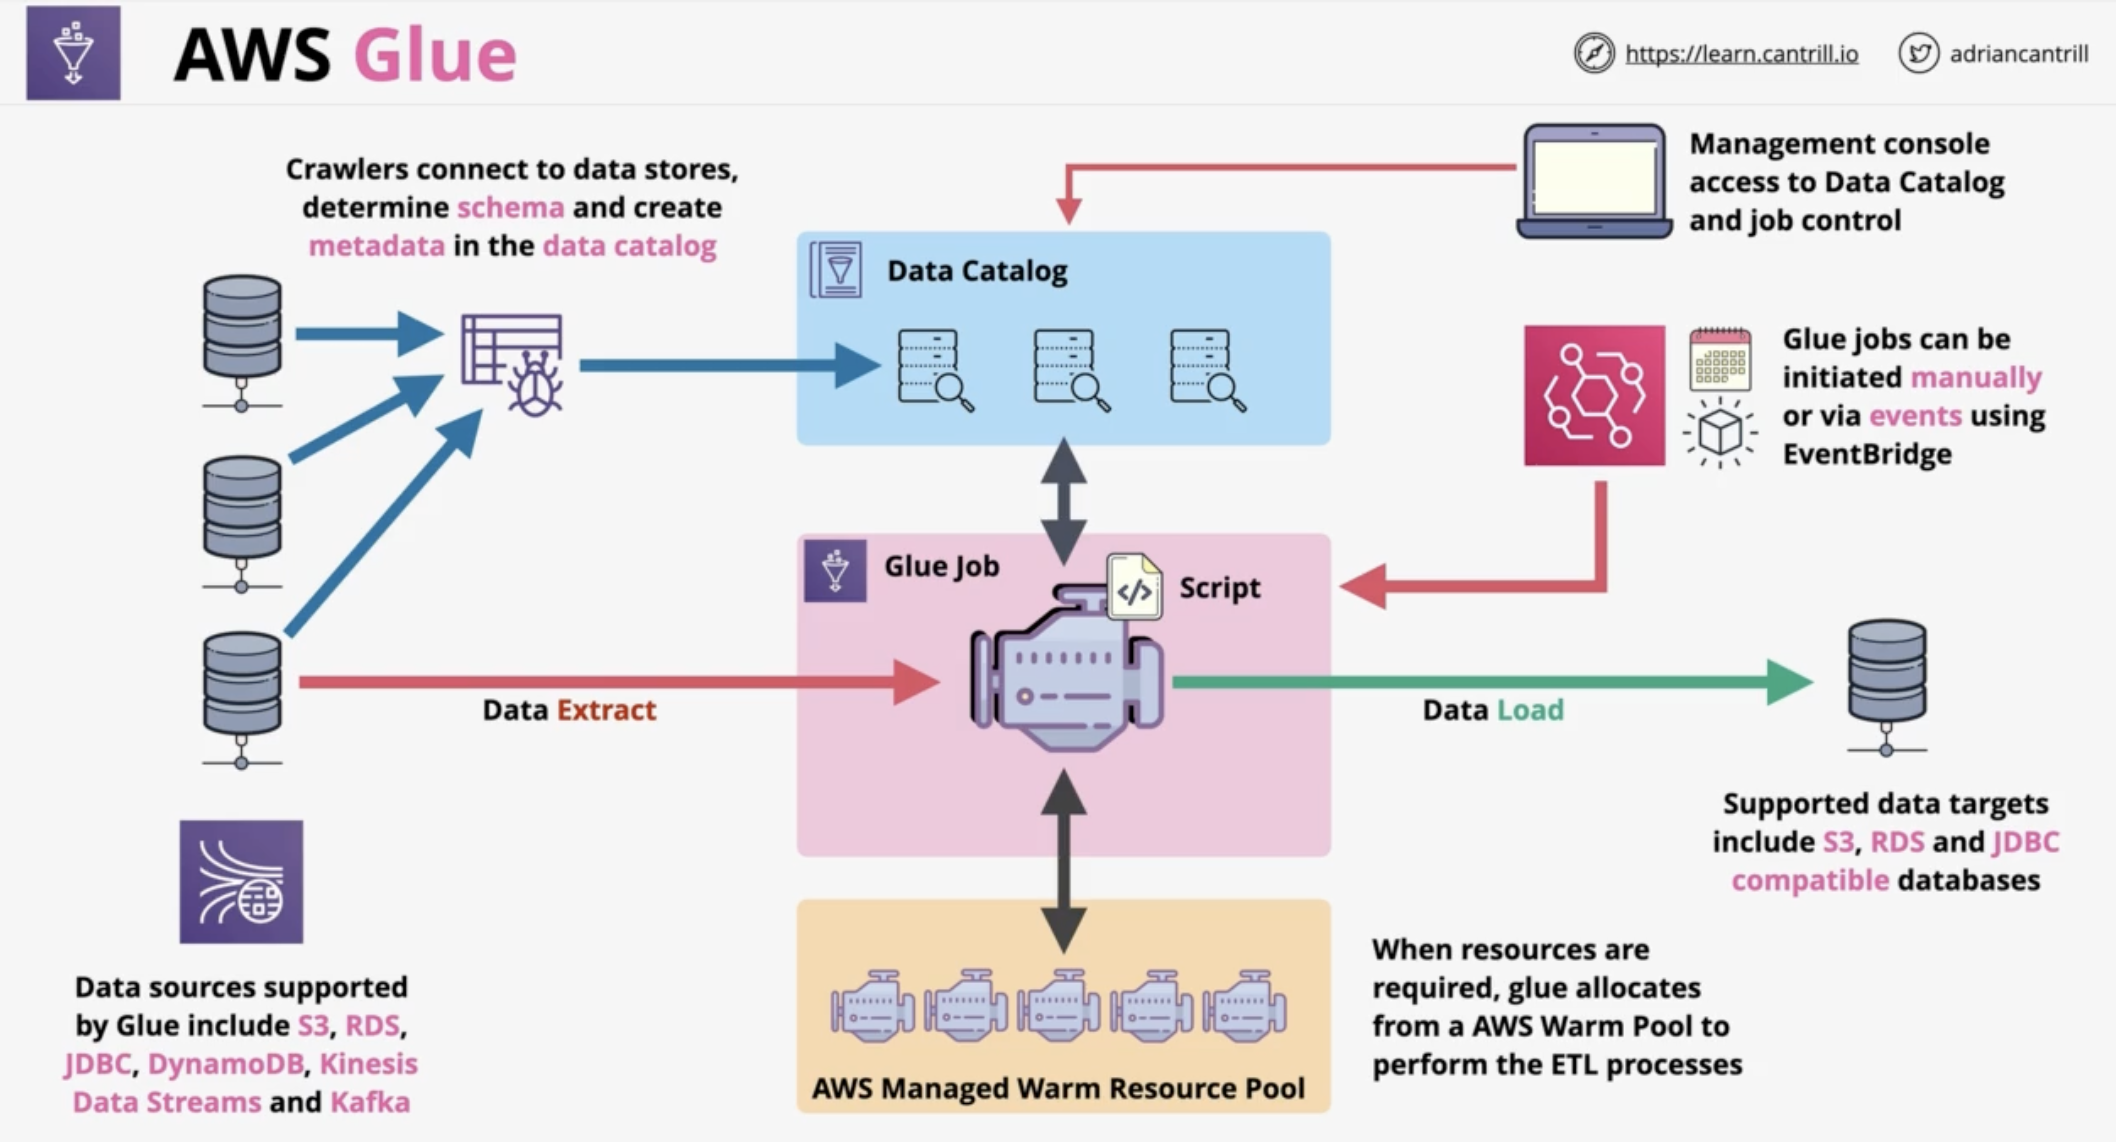 AWS Glue
https://learn.cantrill.io
adriancantrill
Crawlers connect to data stores,
determine schema and create
metadata in the data catalog
Management console
access to Data Catalog
and job control
Data Catalog
Glue jobs can be
initiated manually
or via events using
EventBridge
Glue Job
</>
Script
Data Extract
Data Load
Supported data targets
include S3, RDS and JDBC
compatible databases
Data sources supported
by Glue include S3, RDS,
JDBC, DynamoDB, Kinesis
Data Streams and Kafka
When resources are
required, glue allocates
from a AWS Warm Pool to
perform the ETL processes
AWS Managed Warm Resource Pool